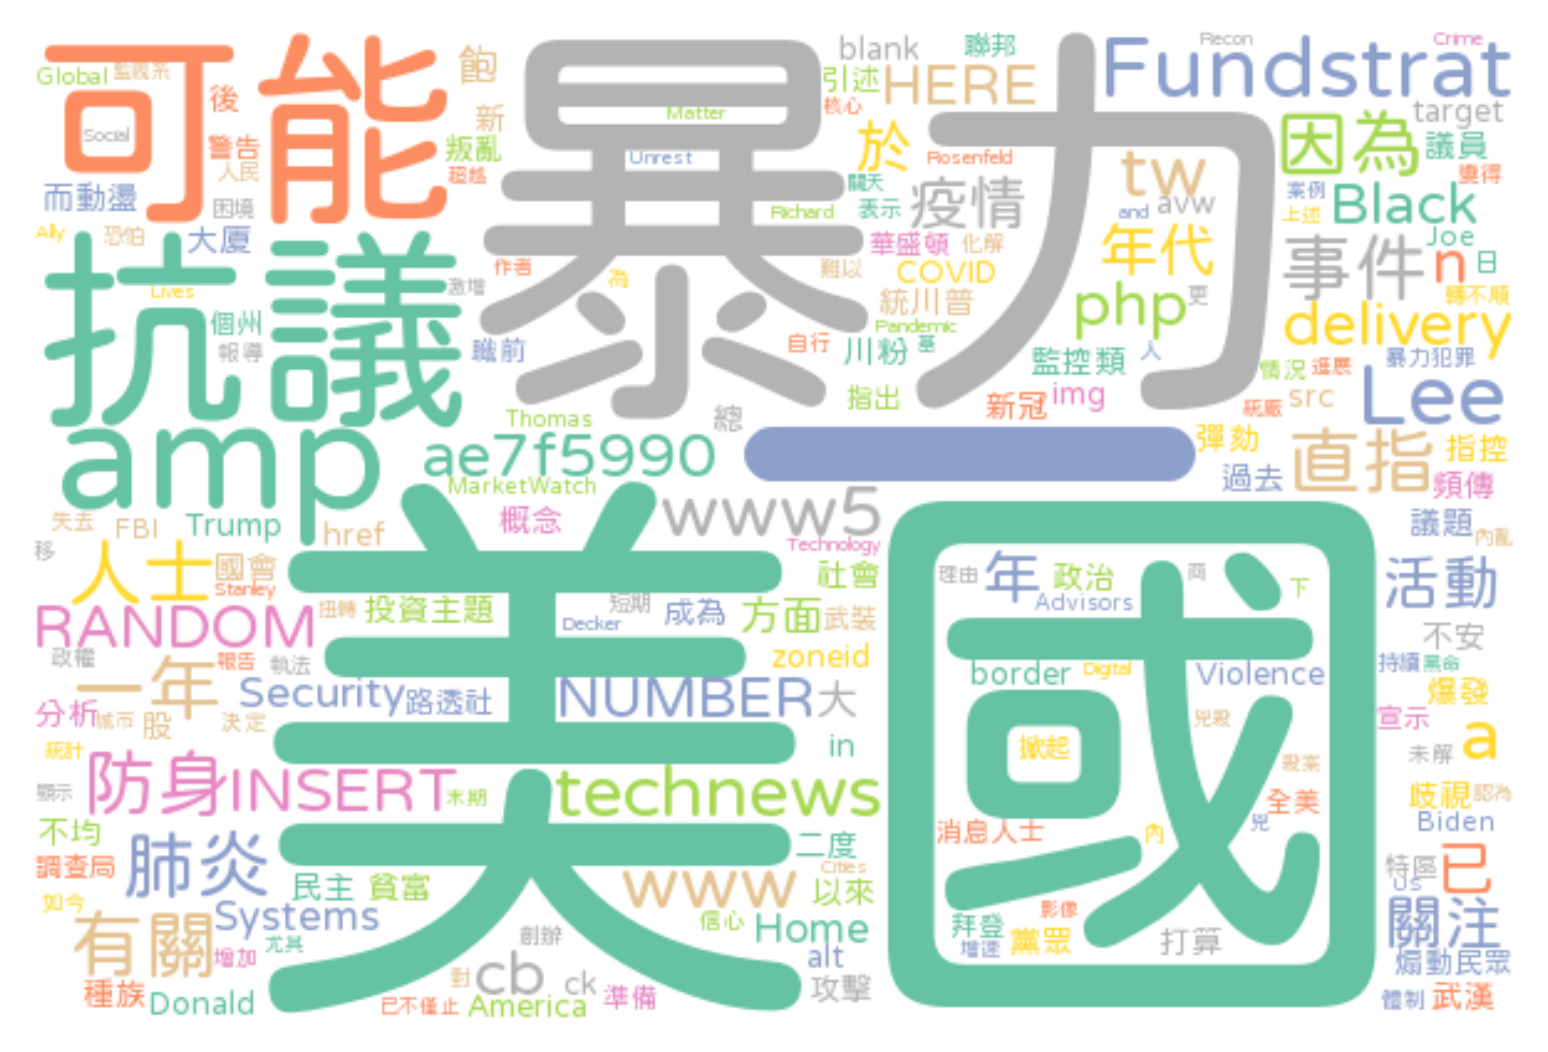 Global
監視系
可能
Social
後
警告
人民
而動盪
困境
飽
新
叛亂
超越
暴力
Matter
Unrest
Richard
blank
聯邦
引述
HERE
核心
於
Rosenfeld
關天
表示
疫情
Recon
Crime
Fundstrat
target
因為
議員
變得
tw
and
avw
案例
上述
Black
Joe
Ally
恐怕
大廈
抗議
Lives
個州
報導
激增
職前
作者
為
難以
華盛頓
化解
COVID
統川普
Pandemic
自行
川粉
基
指出
年代
php
更
監控類
人
新冠
img
事件
n
日
轉不順
delivery
暴力犯罪
情況
進展
統廠
src
Lee
amp
Thomas
總
ae7f5990
MarketWatch
一
彈劾
過去
直指
指控
頻傳
失去
FBI
Trump
href
概念
www5
Technology
議題
內亂
移
人士
國會
Stanley
美國
社會
理由
年
政治
商
下
Advisors
活動
RANDOM
扭轉
投資主題
短期
Decker
成為
方面
武裝
不安
政權
報告
執法
zoneid
border
Digital
Violence
持續
黑命
一年
Security
路透社
NUMBER
大
兇殺
爆發
分析
城市
股
決定
宣示
統計
in
掀起
未解
a
殺案
顯示
防身
INSERT
末期
technews
全美
歧視
認為
不均
消息人士
內
兇
Biden
調查局
肺炎
二度
Cities
特區
已
US
如今
民主
貧富
www
以來
影像
有關
Systems
信心
Home
拜登
黨眾
打算
關注
增加
尤其
創辦
alt
增速
煽動民眾
種族
Donald
對
cb
ck
攻擊
已不僅止
America
準備
體制
武漢